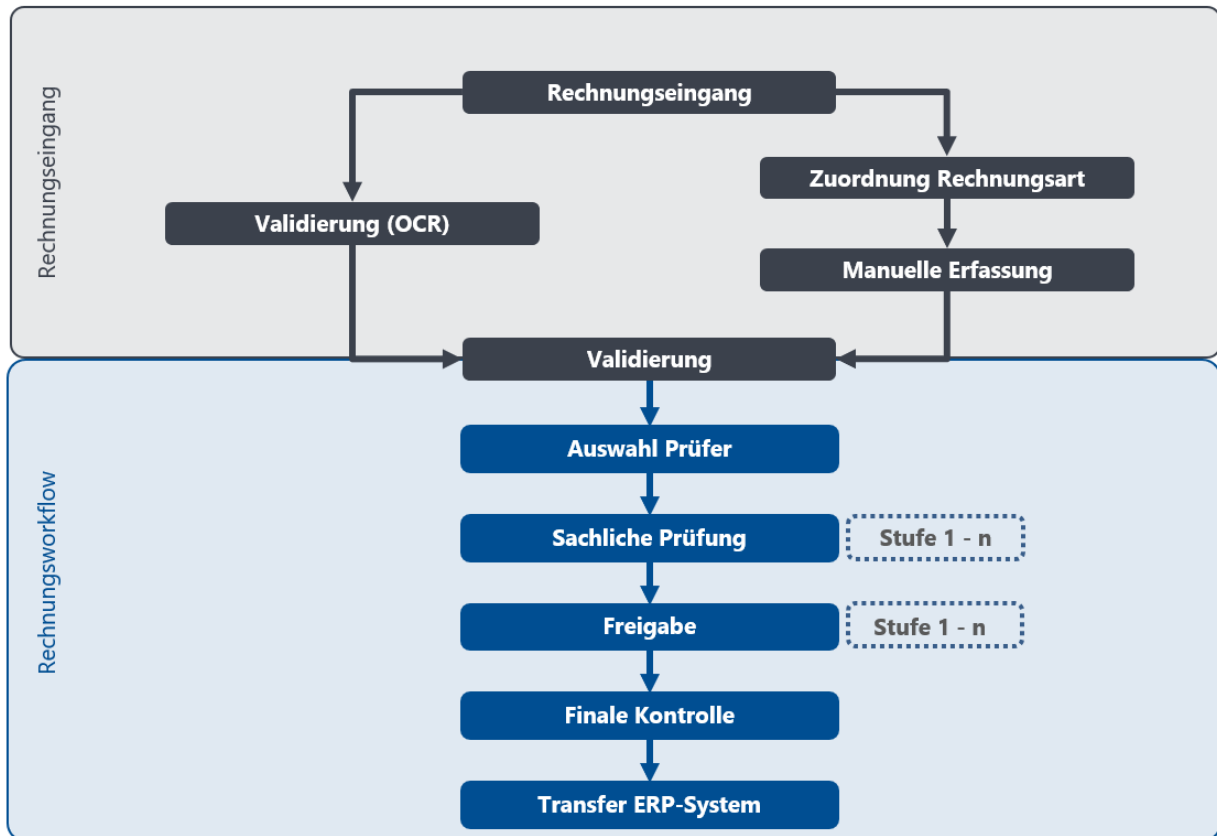 Rechnungseingang
Rechnungseingang
Zuordnung Rechnungsart
Validierung (OCR)
Manuelle Erfassung
Validierung
Rechnungsworkflow
Auswahl Prüfer
Sachliche Prüfung
Stufe 1 - n
Freigabe
Stufe 1 - n
Finale Kontrolle
Transfer ERP-System